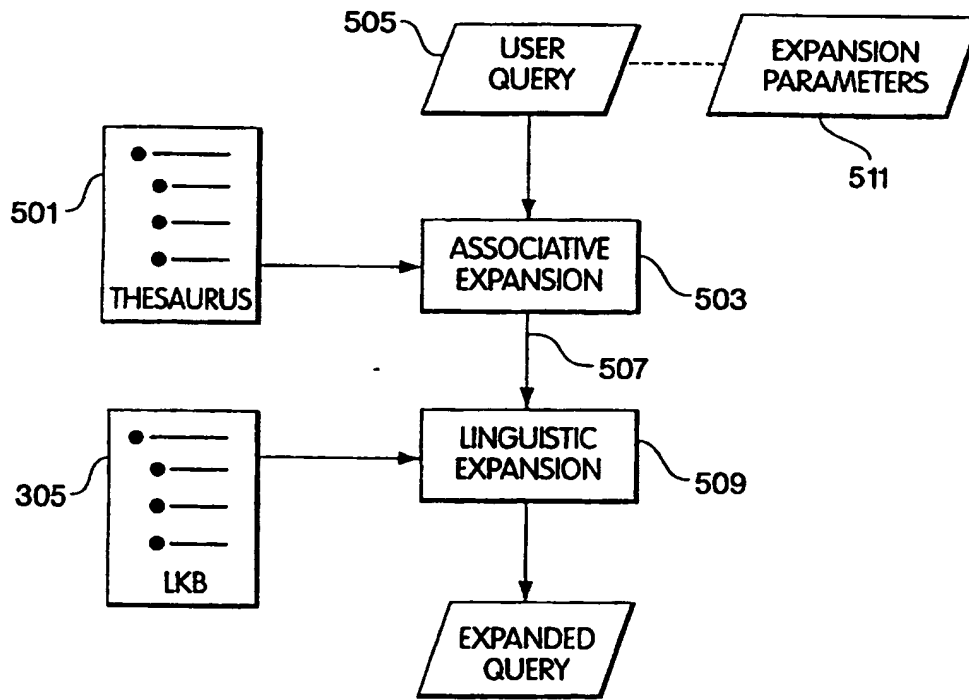 505
USER
QUERY
EXPANSION
PARAMETERS
511
501
THESAURUS
ASSOCIATIVE
EXPANSION
503
507
305
LKB
LINGUISTIC
EXPANSION
509
EXPANDED
QUERY